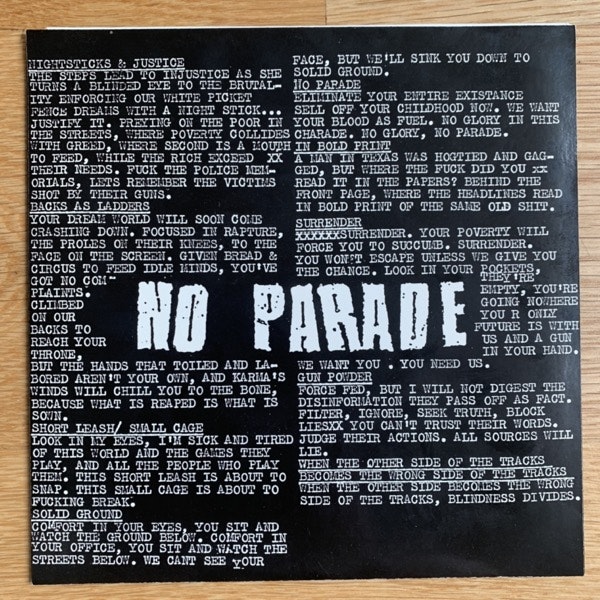 NIGHTSTICKS & JUSTICE
THE STEPS LEAD TO INJUSTICE AS SHE
TURNS A BLINDED EYE TO THE BRUTAL-
ITY ENFORCING OUR WHITE PICKET
FENCE DREAMS WITH A NIGHT STICK...
JUSTIFY IT. PREYING ON THE POOR IN
THE STREETS, WHERE POVERTY COLLIDES
WITH GREED, WHERE SECOND IS A MOUTH
TO FEED, WHILE THE RICH EXCEED XX
THEIR NEEDS. FUCK THE POLICE MEM-
ORIALS, LETS REMEMBER THE VICTIMS
SHOT BY THEIR GUNS.
BACKS AS LADDERS
YOUR DREAM WORLD WILL SOON COME
CRASHING DOWN. FOCUSED IN RAPTURE,
THE PROLES ON THEIR KNEES, TO THE
FACE ON THE SCREEN. GIVEN BREAD &
CIRCUS TO FEED IDLE MINDS, YOU'VE
GOT NO COM-
PLAINTS.
CLIMBED
ON OUR
BACKS TO
REACH YOUR
THRONE,
BUT THE HANDS THAT TOILED AND LA-
BORED AREN'T YOUR OWN, AND KARMA'S
WINDS WILL CHILL YOU TO THE BONE,
BECAUSE WHAT IS REAPED IS WHAT IS
SOWN.
SHORT LEASH/ SMALL CAGE
LOOK IN MY EYES, I'M SICK AND TIRED
OF THIS WORLD AND THE GAMES THEY
PLAY, AND ALL THE PEOPLE WHO PLAY
THEM. THIS SHORT LEASH IS ABOUT TO
SNAP. THIS SMALL CAGE IS ABOUT TO
FUCKING BREAK.
SOLID GROUND
COMFORT IN YOUR EYES, YOU SIT AND
WATCH THE GROUND BELOW. COMFORT IN
YOUR OFFICE, YOU SIT AND WATCH THE
STREETS BELOW. WE CANT SEE YOUR
FACE, BUT WE'LL SINK YOU DOWN TO
SOLID GROUND.
NO PARADE
ELIMINATE YOUR ENTIRE EXISTANCE
SELL OFF YOUR CHILDHOOD NOW. WE WANT
YOUR BLOOD AS FUEL. NO GLORY IN THIS
CHARADE. NO GLORY, NO PARADE.
IN BOLD PRINT
A MAN IN TEXAS WAS HOGTIED AND GAG-
GED, BUT WHERE THE FUCK DID YOU xx
READ IT IN THE PAPERS? BEHIND THE
FRONT PAGE, WHERE THE HEADLINES READ
IN BOLD PRINT OF THE SAME OLD SHIT.
SURRENDER
XXXXXXSURRENDER. YOUR POVERTY WILL
FORCE YOU TO SUCCUMB. SURRENDER.
YOU WON'T ESCAPE UNLESS WE GIVE YOU
THE CHANCE. LOOK IN YOUR POCKETS,
THEY'RE
EMPTY, YOU'RE
GOING NOWHERE
YOU R ONLY
FUTURE IS WITH
US AND A GUN
IN YOUR HAND.
WE WANT YOU . YOU NEED US.
GUN POWDER
FORCE FED, BUT I WILL NOT DIGEST THE
DISINFORMATION THEY PASS OFF AS FACT.
FILTER, IGNORE, SEEK TRUTH, BLOCK
LIESXX YOU CAN'T TRUST THEIR WORDS.
JUDGE THEIR ACTIONS. ALL SOURCES WILL
LIE.
WHEN THE OTHER SIDE OF THE TRACKS
BECOMES THE WRONG SIDE OF THE TRACKS
WHEN THE OTHER SIDE BECOMES THE WRONG
SIDE OF THE TRACKS, BLINDNESS DIVIDES.
NO PARADE